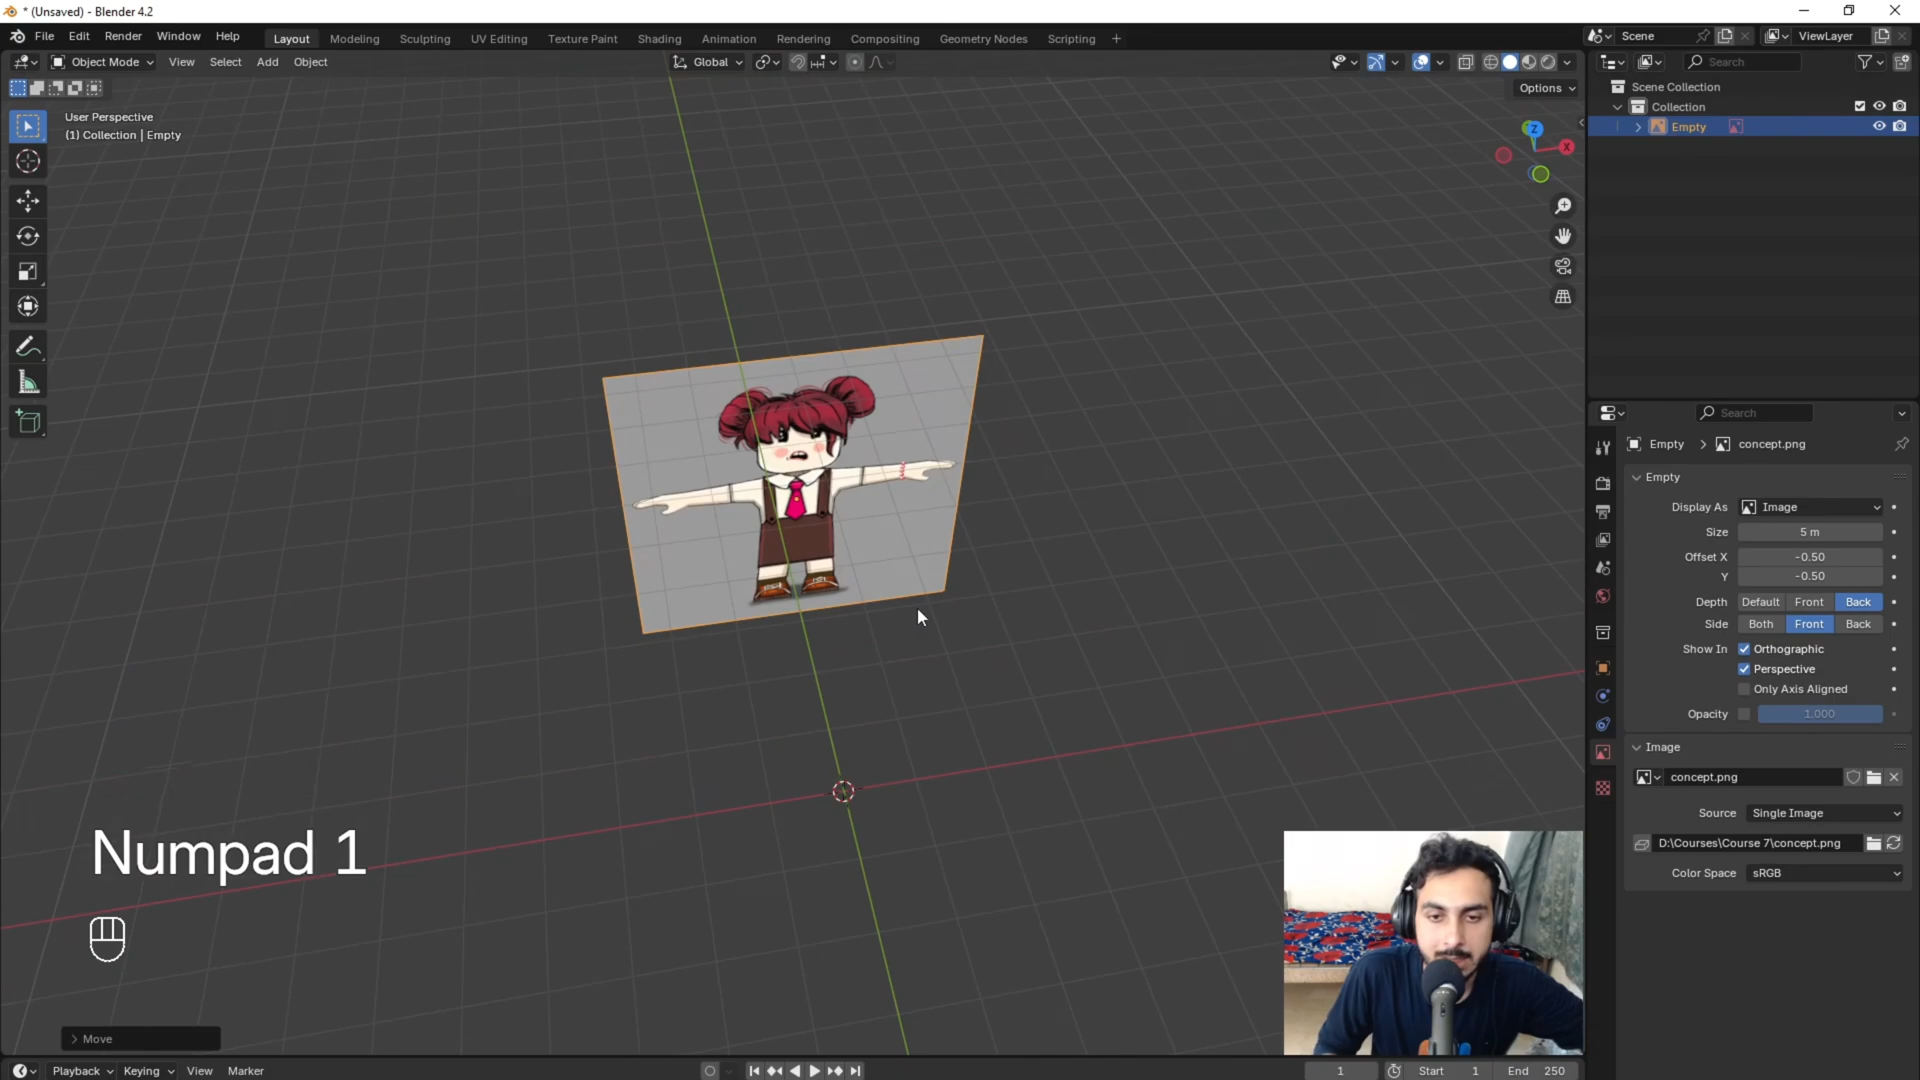 * (Unsaved) - Blender 4.2
File Edit Render Window Help
Layout Modeling Sculpting UV Editing Texture Paint Shading Animation Rendering Compositing Geometry Nodes Scripting +
Scene
ViewLayer
Object Mode View Select Add Object
Global
Search
Options
User Perspective
(1) Collection | Empty
Z
X
Scene Collection
Collection
Empty
Search
Empty > concept.png
Empty
Display As Image
Size 5 m
Offset X -0.50
Y -0.50
Depth Default Front Back
Side Both Front Back
Show In Orthographic
Perspective
Only Axis Aligned
Opacity 1.000
Image
concept.png
Source Single Image
D:\Courses\Course 7\concept.png
Color Space sRGB
Numpad 1
> Move
Playback Keying View Marker
1 Start 1 End 250